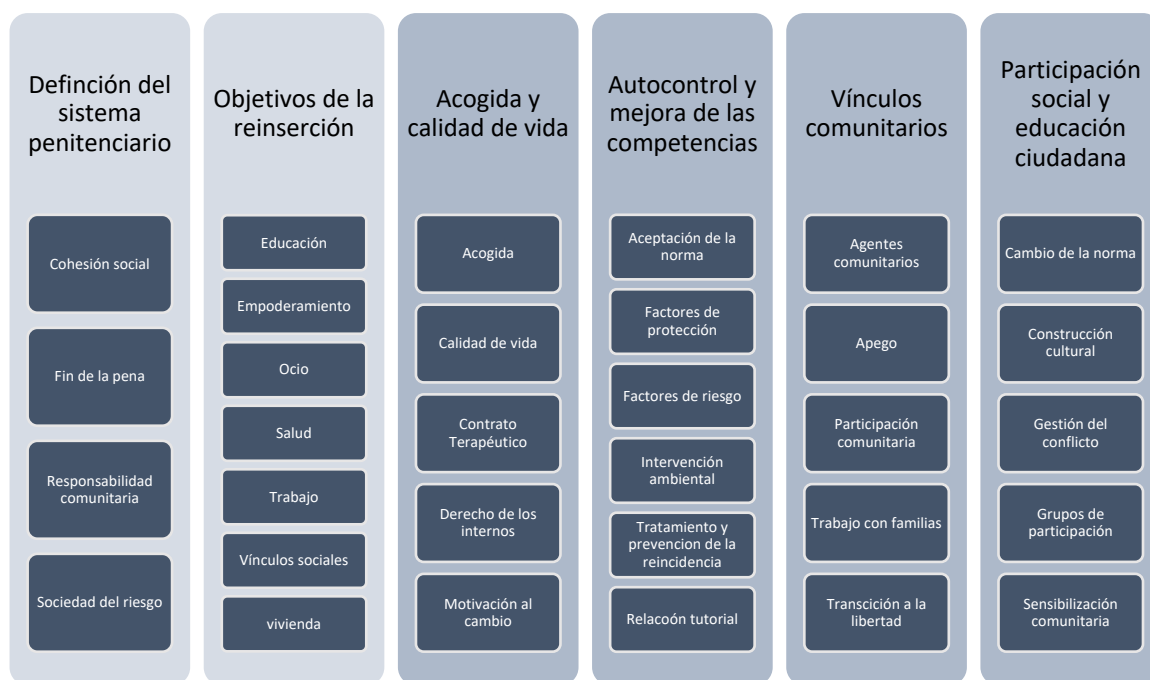 Definción del
sistema
penitenciario
Cohesión social
Fin de la pena
Responsabilidad
comunitaria
Sociedad del riesgo
Objetivos de la
reinserción
Educación
Empoderamiento
Ocio
Salud
Trabajo
Vínculos sociales
vivienda
Acogida y
calidad de vida
Acogida
Calidad de vida
Contrato
Terapéutico
Derecho de los
internos
Motivación al
cambio
Autocontrol y
mejora de las
competencias
Aceptación de la
norma
Factores de
protección
Factores de riesgo
Intervención
ambiental
Tratamiento y
prevencion de la
reincidencia
Relacoón tutorial
Vínculos
comunitarios
Agentes
comunitarios
Apego
Participación
comunitaria
Trabajo con familias
Transcición a la
libertad
Participación
social y
educación
ciudadana
Cambio de la norma
Construcción
cultural
Gestión del
conflicto
Grupos de
participación
Sensibilización
comunitaria